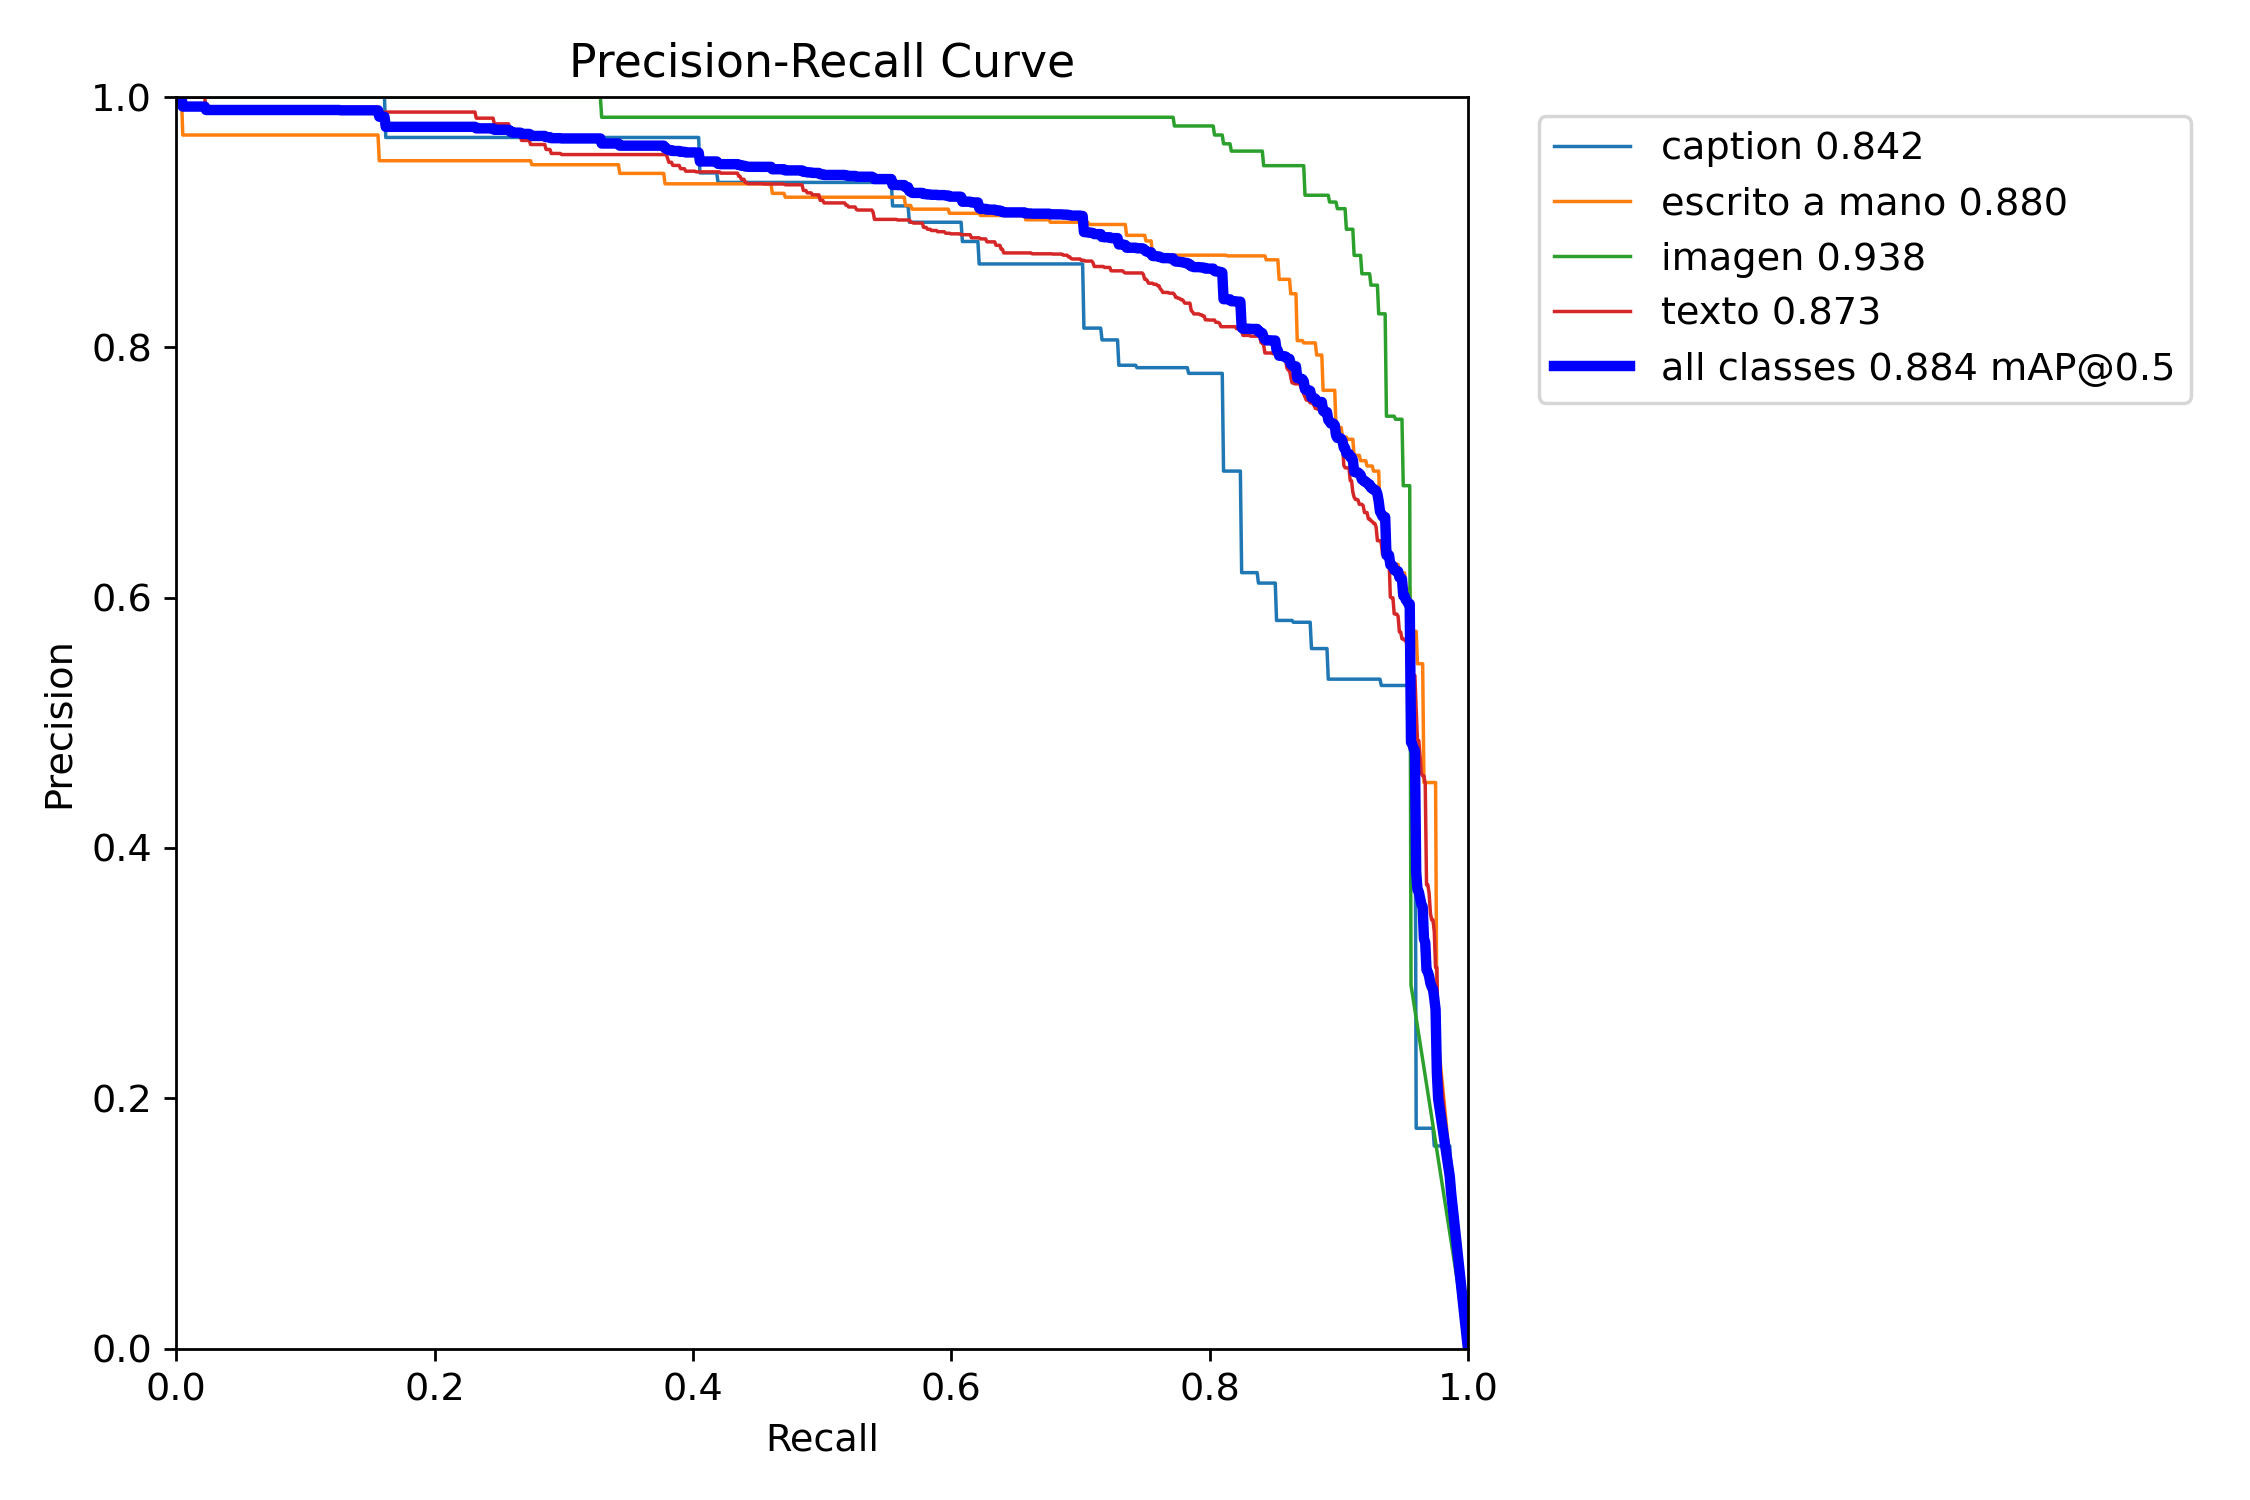 Precision-Recall Curve
1.0
0.8
0.6
0.4
0.2
0.0
Precision
0.0 0.2 0.4 0.6 0.8 1.0
Recall
caption 0.842
escrito a mano 0.880
imagen 0.938
texto 0.873
all classes 0.884 mAP@0.5